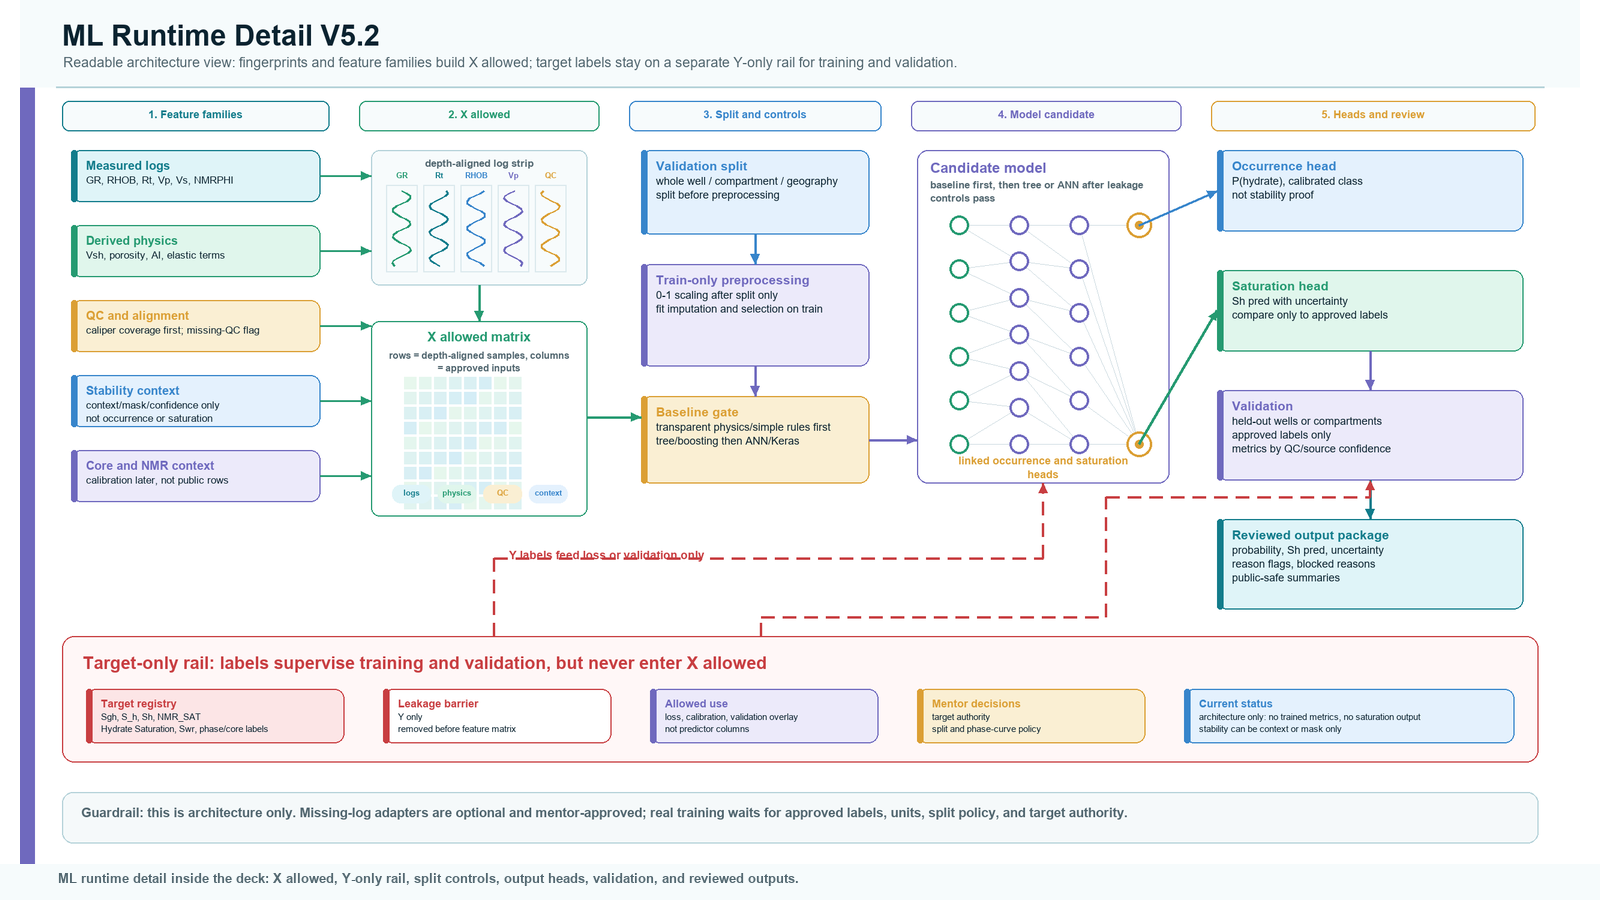 ML Runtime Detail V5.2
Readable architecture view: fingerprints and feature families build X allowed; target labels stay on a separate Y-only rail for training and validation.
1. Feature families
2. X allowed
3. Split and controls
4. Model candidate
5. Heads and review
Measured logs
GR, RHOB, Rt, Vp, Vs, NMRPHI
Derived physics
Vsh, porosity, AI, elastic terms
QC and alignment
caliper coverage first; missing-QC flag
Stability context
context/mask/confidence only
not occurrence or saturation
Core and NMR context
calibration later, not public rows
depth-aligned log strip
GR Rt RHOB Vp QC
X allowed matrix
rows = depth-aligned samples, columns
= approved inputs
logs physics QC context
Validation split
whole well / compartment / geography
split before preprocessing
Train-only preprocessing
0-1 scaling after split only
fit imputation and selection on train
Baseline gate
transparent physics/simple rules first
tree/boosting then ANN/Keras
Candidate model
baseline first, then tree or ANN after leakage
controls pass
linked occurrence and saturation
heads
Occurrence head
P(hydrate), calibrated class
not stability proof
Saturation head
Sh pred with uncertainty
compare only to approved labels
Validation
held-out wells or compartments
approved labels only
metrics by QC/source confidence
Reviewed output package
probability, Sh pred, uncertainty
reason flags, blocked reasons
public-safe summaries
Y labels feed loss or validation only
Target-only rail: labels supervise training and validation, but never enter X allowed
Target registry
Sgh, S_h, Sh, NMR_SAT
Hydrate Saturation, Swr, phase/core labels
Leakage barrier
Y only
removed before feature matrix
Allowed use
loss, calibration, validation overlay
not predictor columns
Mentor decisions
target authority
split and phase-curve policy
Current status
architecture only: no trained metrics, no saturation output
stability can be context or mask only
Guardrail: this is architecture only. Missing-log adapters are optional and mentor-approved; real training waits for approved labels, units, split policy, and target authority.
ML runtime detail inside the deck: X allowed, Y-only rail, split controls, output heads, validation, and reviewed outputs.